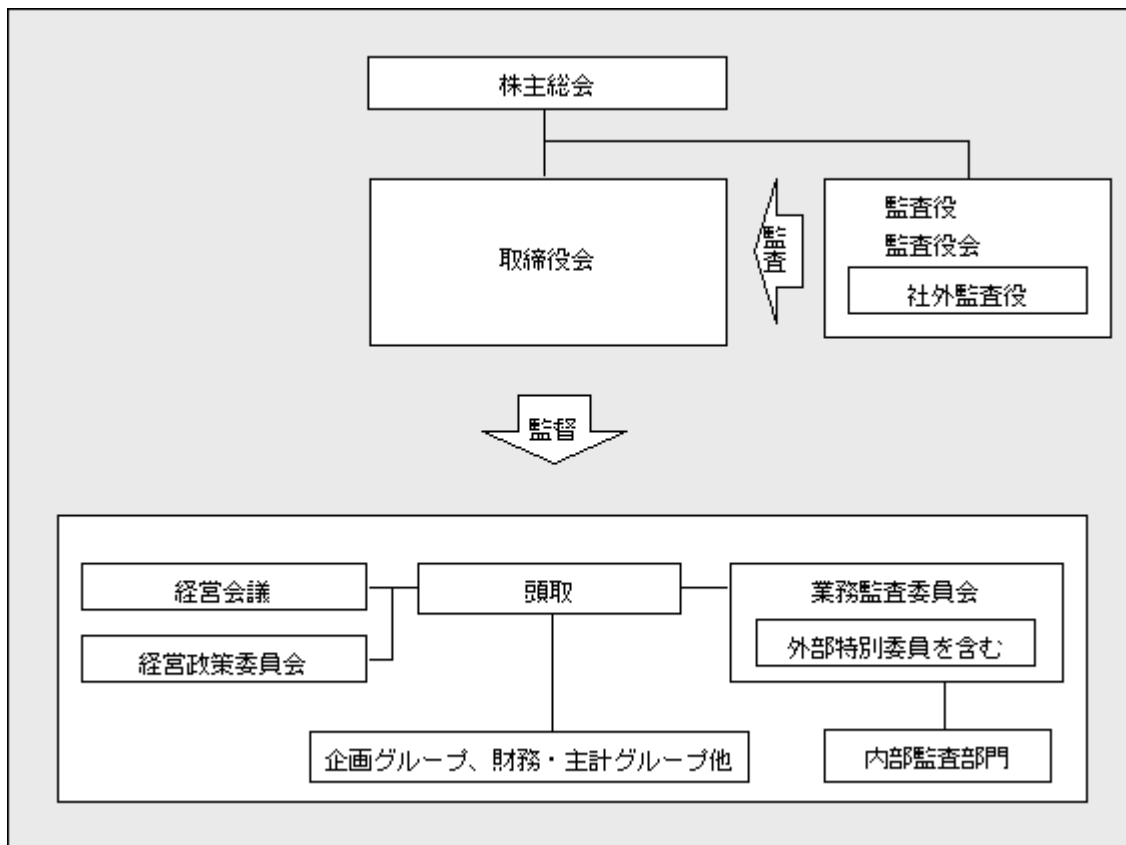 株主総会
取締役会
監査
監査役
監査役会
社外監査役
監督
経営会議
頭取
業務監査委員会
外部特別委員を含む
経営政策委員会
企画グループ、財務・主計グループ他
内部監査部門